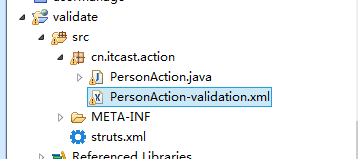 validate
src
cn.itcast.action
PersonAction.java
PersonAction-validation.xml
META-INF
struts.xml
Referenced Libraries